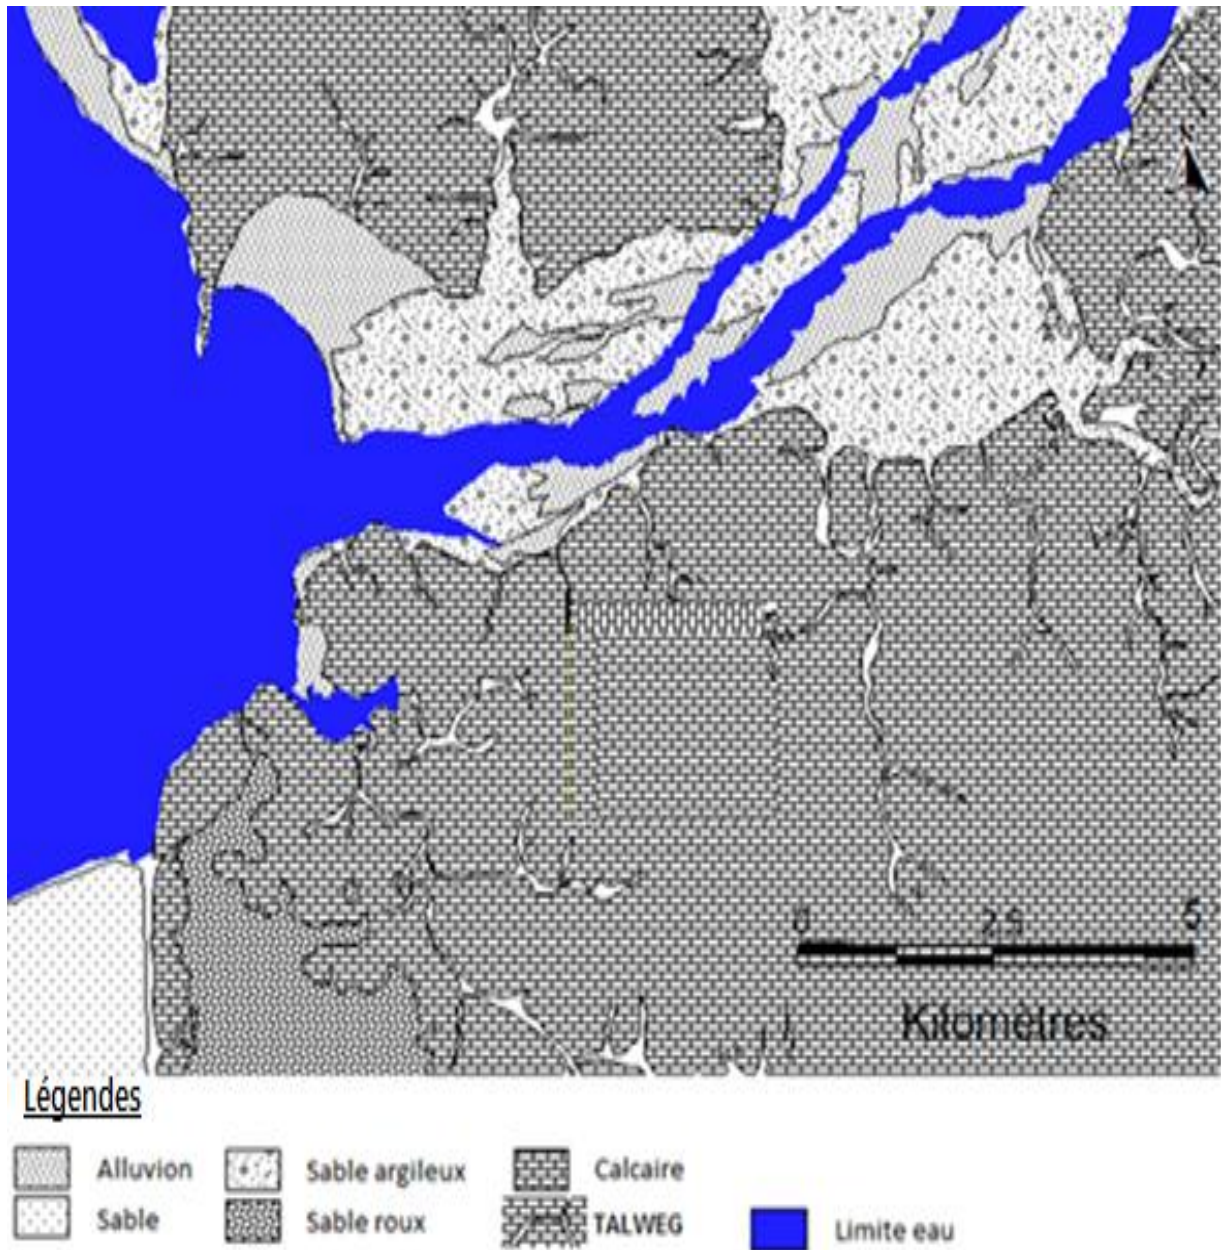 0 2.5 5
Kilomètres
Légendes
Alluvion Sable argileux Calcaire
Sable Sable roux TALWEG Limite eau